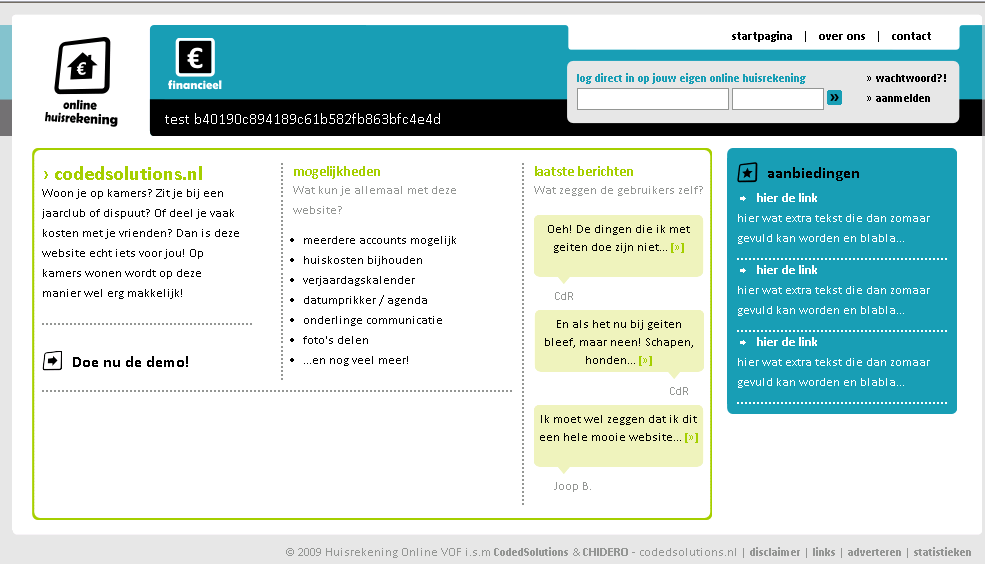 startpagina | over ons | contact
online
huisrekening
€
financieel
log direct in op jouw eigen online huisrekening
» wachtwoord?!
»
» aanmelden
test b40190c894189c61b582fb863bfc4e4d
› codedsolutions.nl
Woon je op kamers? Zit je bij een
jaarclub of dispuut? Of deel je vaak
kosten met je vrienden? Dan is deze
website echt iets voor jou! Op
kamers wonen wordt op deze
manier wel erg makkelijk!
Doe nu de demo!
mogelijkheden
Wat kun je allemaal met deze
website?
• meerdere accounts mogelijk
• huiskosten bijhouden
• verjaardagskalender
• datumprikker / agenda
• onderlinge communicatie
• foto's delen
• ...en nog veel meer!
laatste berichten
Wat zeggen de gebruikers zelf?
Oeh! De dingen die ik met
geiten doe zijn niet... [»]
CdR
En als het nu bij geiten
bleef, maar neen! Schapen,
honden... [»]
CdR
Ik moet wel zeggen dat ik dit
een hele mooie website... [»]
Joop B.
aanbiedingen
hier de link
hier wat extra tekst die dan zomaar
gevuld kan worden en blabla...
hier de link
hier wat extra tekst die dan zomaar
gevuld kan worden en blabla...
hier de link
hier wat extra tekst die dan zomaar
gevuld kan worden en blabla...
© 2009 Huisrekening Online VOF i.s.m CodedSolutions & CHIDERO - codedsolutions.nl | disclaimer | links | adverteren | statistieken